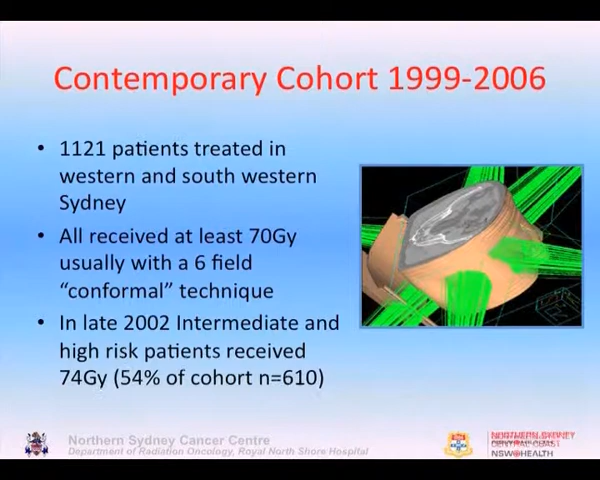 Contemporary Cohort 1999-2006
• 1121 patients treated in
western and south western
Sydney
• All received at least 70Gy
usually with a 6 field
“conformal” technique
• In late 2002 Intermediate and
high risk patients received
74Gy (54% of cohort n=610)
Northern Sydney Cancer Centre
Department of Radiation Oncology, Royal North Shore Hospital
NORTHERN SYDNEY
CENTRAL COAST
NSW HEALTH